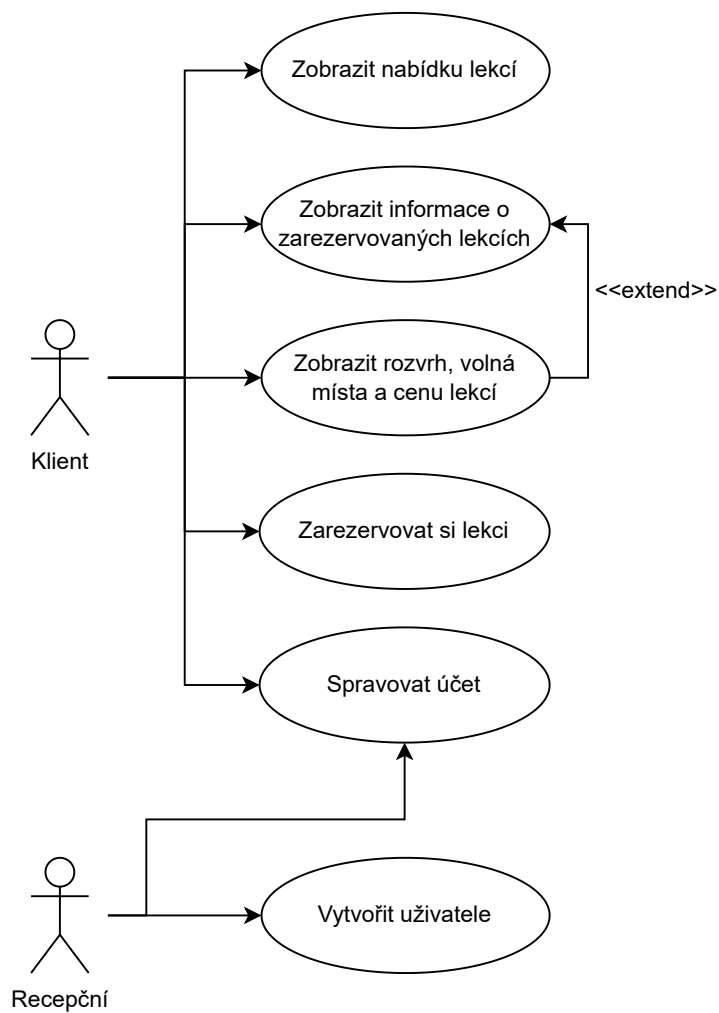 Zobrazit nabídku lekcí
Zobrazit informace o
zarezervovaných lekcích
<<extend>>
Zobrazit rozvrh, volná
místa a cenu lekcí
Klient
Zarezervovat si lekci
Spravovat účet
Vytvořit uživatele
Recepční